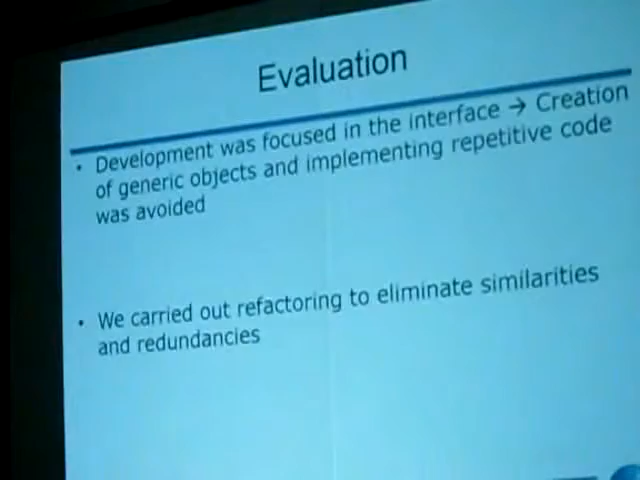 Evaluation
• Development was focused in the interface → Creation
of generic objects and implementing repetitive code
was avoided
• We carried out refactoring to eliminate similarities
and redundancies